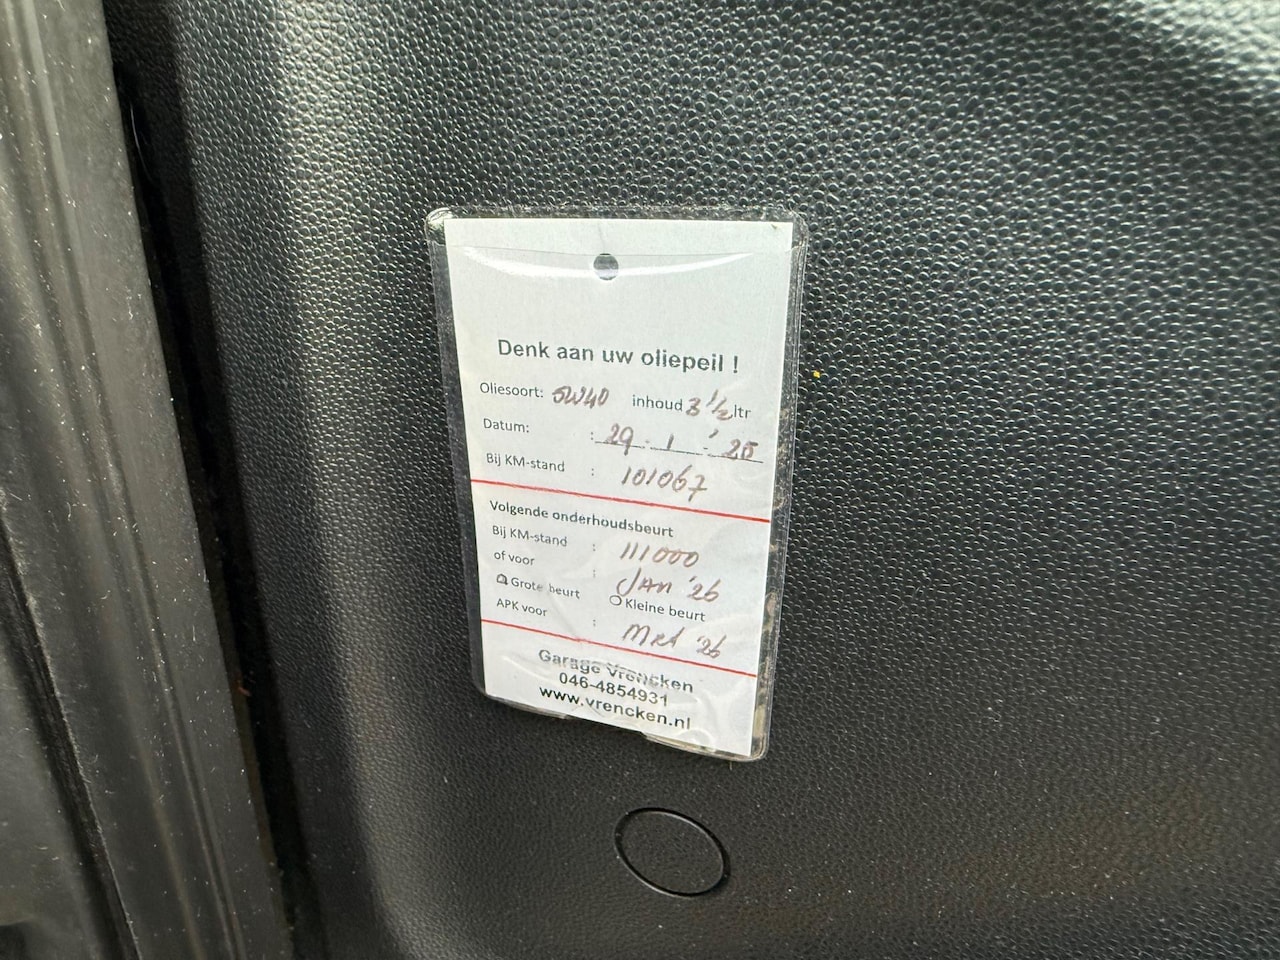 Denk aan uw oliepeil !
Oliesoort: 5W40 inhoud 3 1/2 ltr
Datum: : 29 - 1 - '25
Bij KM-stand : 101067
Volgende onderhoudsbeurt
Bij KM-stand : 111000
of voor : JAN '26
Grote beurt Kleine beurt
APK voor : MRT '26
Garage Vrencken
046-4854931
www.vrencken.nl